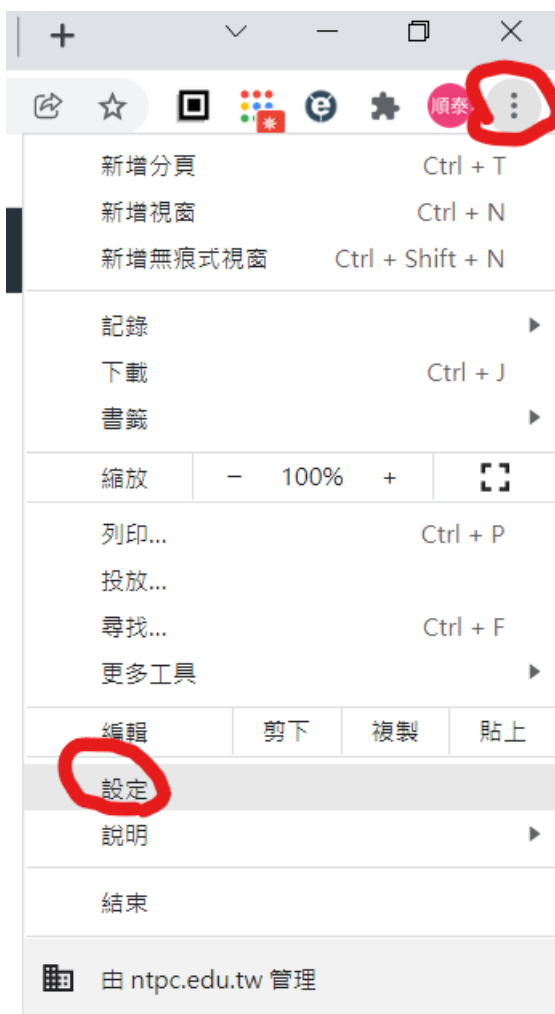 順泰
新增分頁 Ctrl + T
新增視窗 Ctrl + N
新增無痕式視窗 Ctrl + Shift + N
記錄
下載 Ctrl + J
書籤
縮放 − 100% +
列印... Ctrl + P
投放...
尋找... Ctrl + F
更多工具
編輯 剪下 複製 貼上
設定
說明
結束
由 ntpc.edu.tw 管理